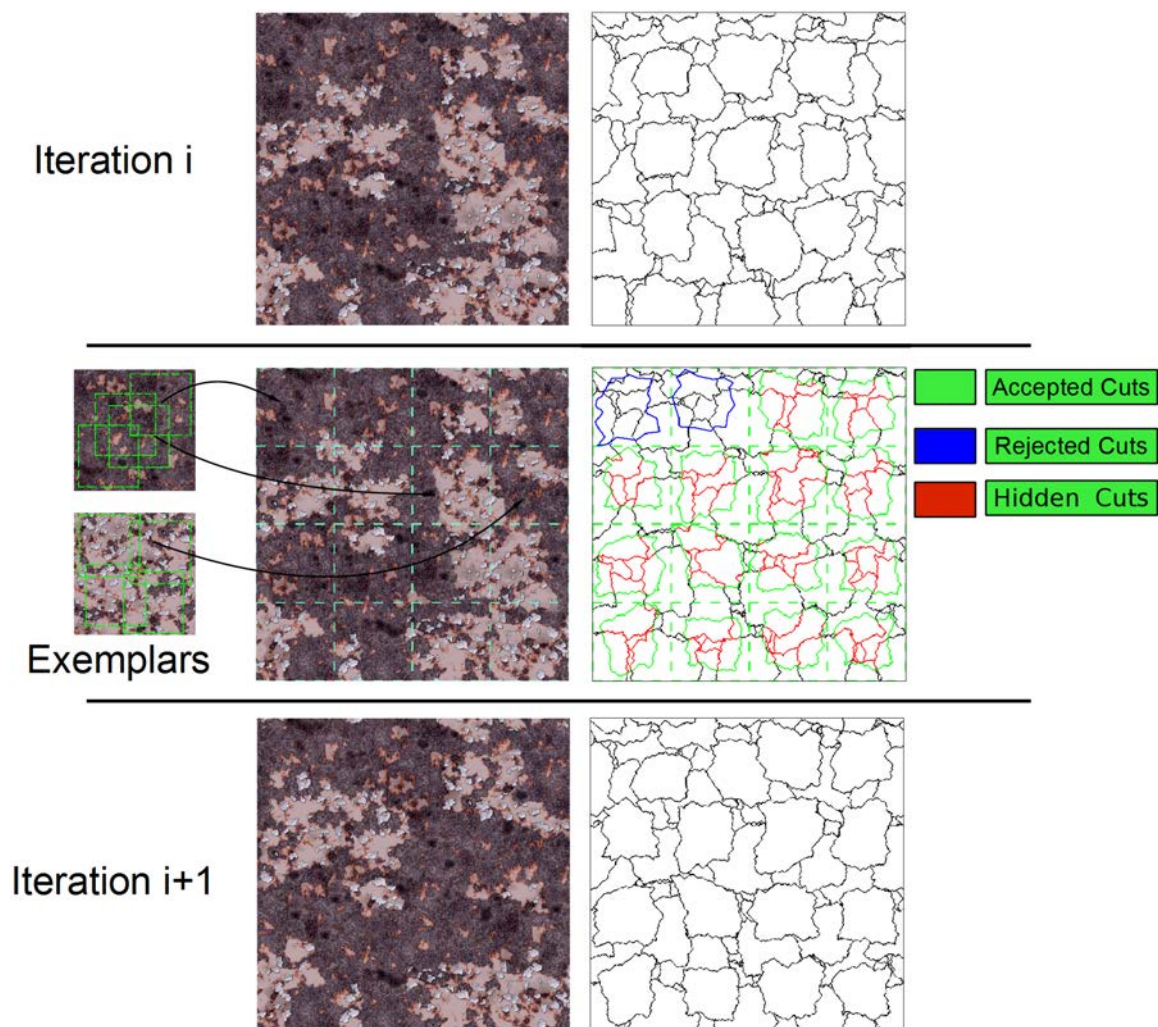 Iteration i
Accepted Cuts
Rejected Cuts
Hidden Cuts
Exemplars
Iteration i+1